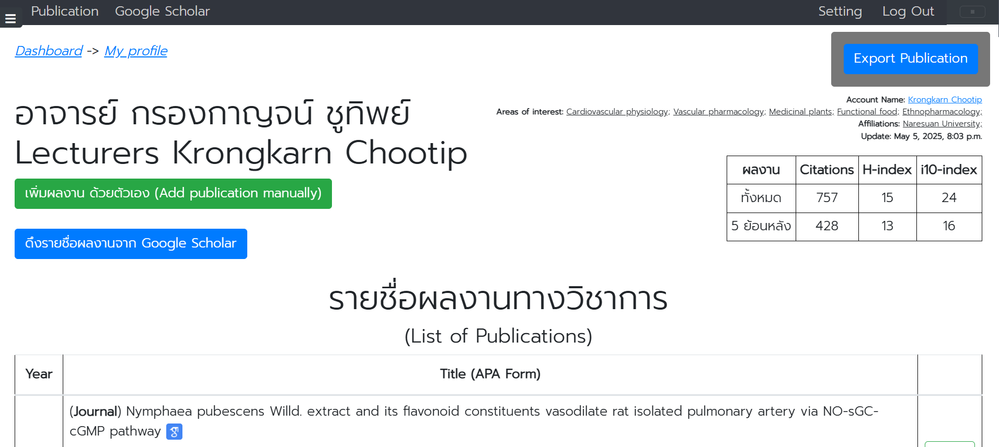 Publication Google Scholar Setting Log Out
Dashboard -> My profile
Export Publication
Account Name: Krongkarn Chootip
Areas of interest: Cardiovascular physiology; Vascular pharmacology; Medicinal plants; Functional food; Ethnopharmacology;
Affiliations: Naresuan University;
Update: May 5, 2025, 8:03 p.m.
อาจารย์ กรองกาญจน์ ชูทิพย์
Lecturers Krongkarn Chootip
เพิ่มผลงาน ด้วยตัวเอง (Add publication manually)
ดึงรายชื่อผลงานจาก Google Scholar
ผลงาน Citations H-index i10-index
ทั้งหมด 757 15 24
5 ย้อนหลัง 428 13 16
รายชื่อผลงานทางวิชาการ
(List of Publications)
Year Title (APA Form)
(Journal) Nymphaea pubescens Willd. extract and its flavonoid constituents vasodilate rat isolated pulmonary artery via NO-sGC-
cGMP pathway